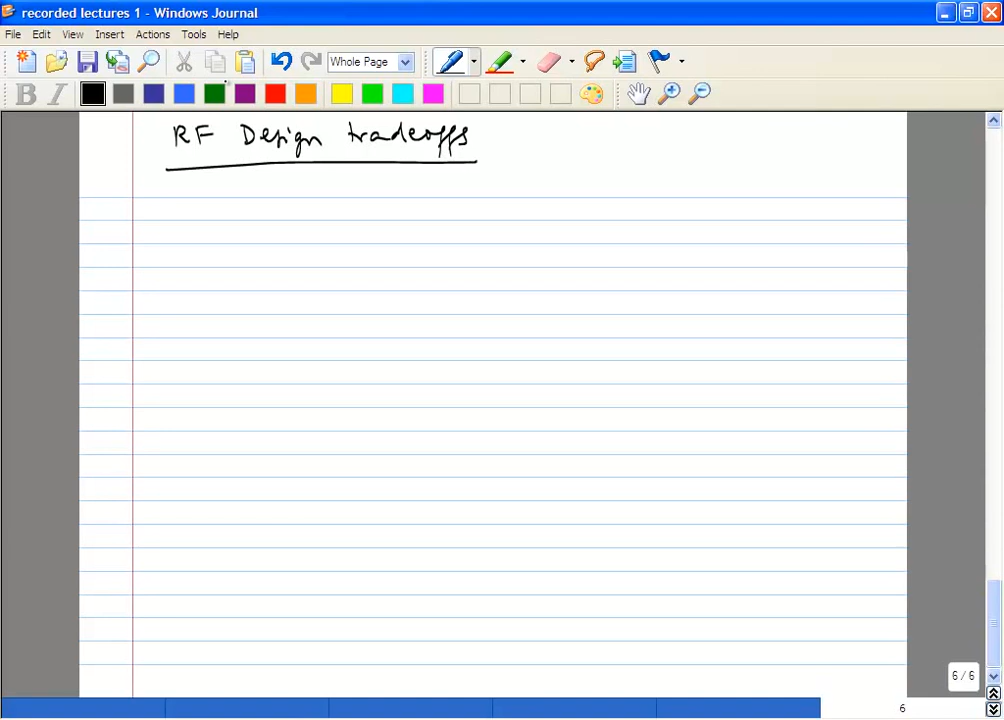 recorded lectures 1 - Windows Journal
File Edit View Insert Actions Tools Help
Whole Page
B I
RF Design tradeoffs
6 / 6
6